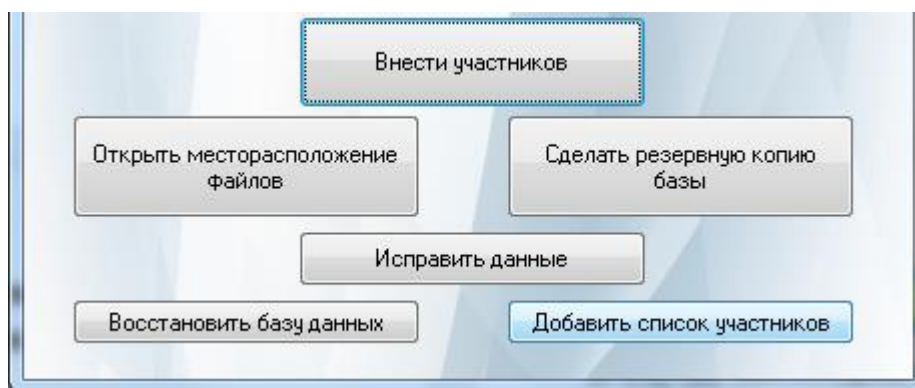 Внести участников
Открыть месторасположение
файлов
Сделать резервную копию
базы
Исправить данные
Восстановить базу данных
Добавить список участников